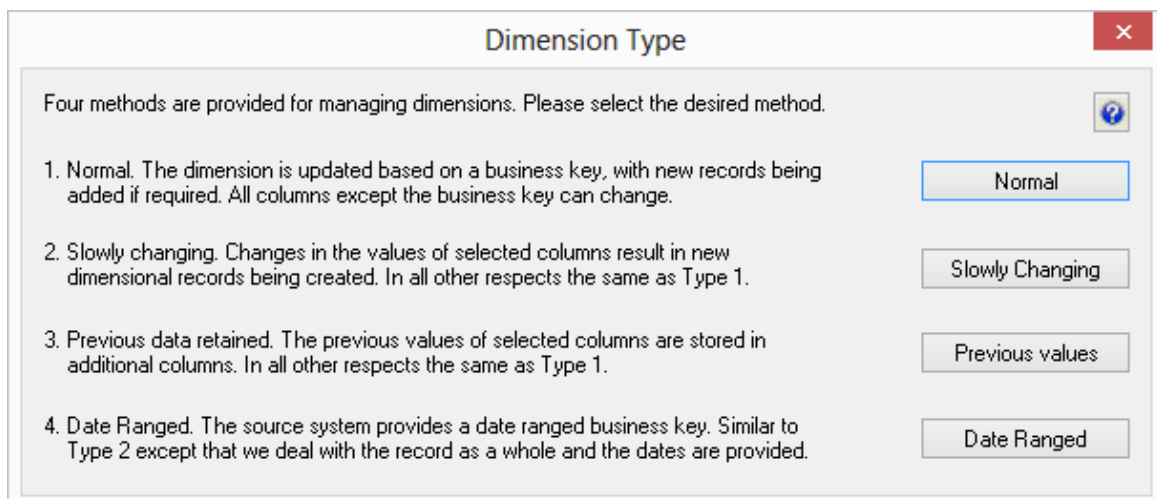 Dimension Type
Four methods are provided for managing dimensions. Please select the desired method.
1. Normal. The dimension is updated based on a business key, with new records being
added if required. All columns except the business key can change.
Normal
2. Slowly changing. Changes in the values of selected columns result in new
dimensional records being created. In all other respects the same as Type 1.
Slowly Changing
3. Previous data retained. The previous values of selected columns are stored in
additional columns. In all other respects the same as Type 1.
Previous values
4. Date Ranged. The source system provides a date ranged business key. Similar to
Type 2 except that we deal with the record as a whole and the dates are provided.
Date Ranged